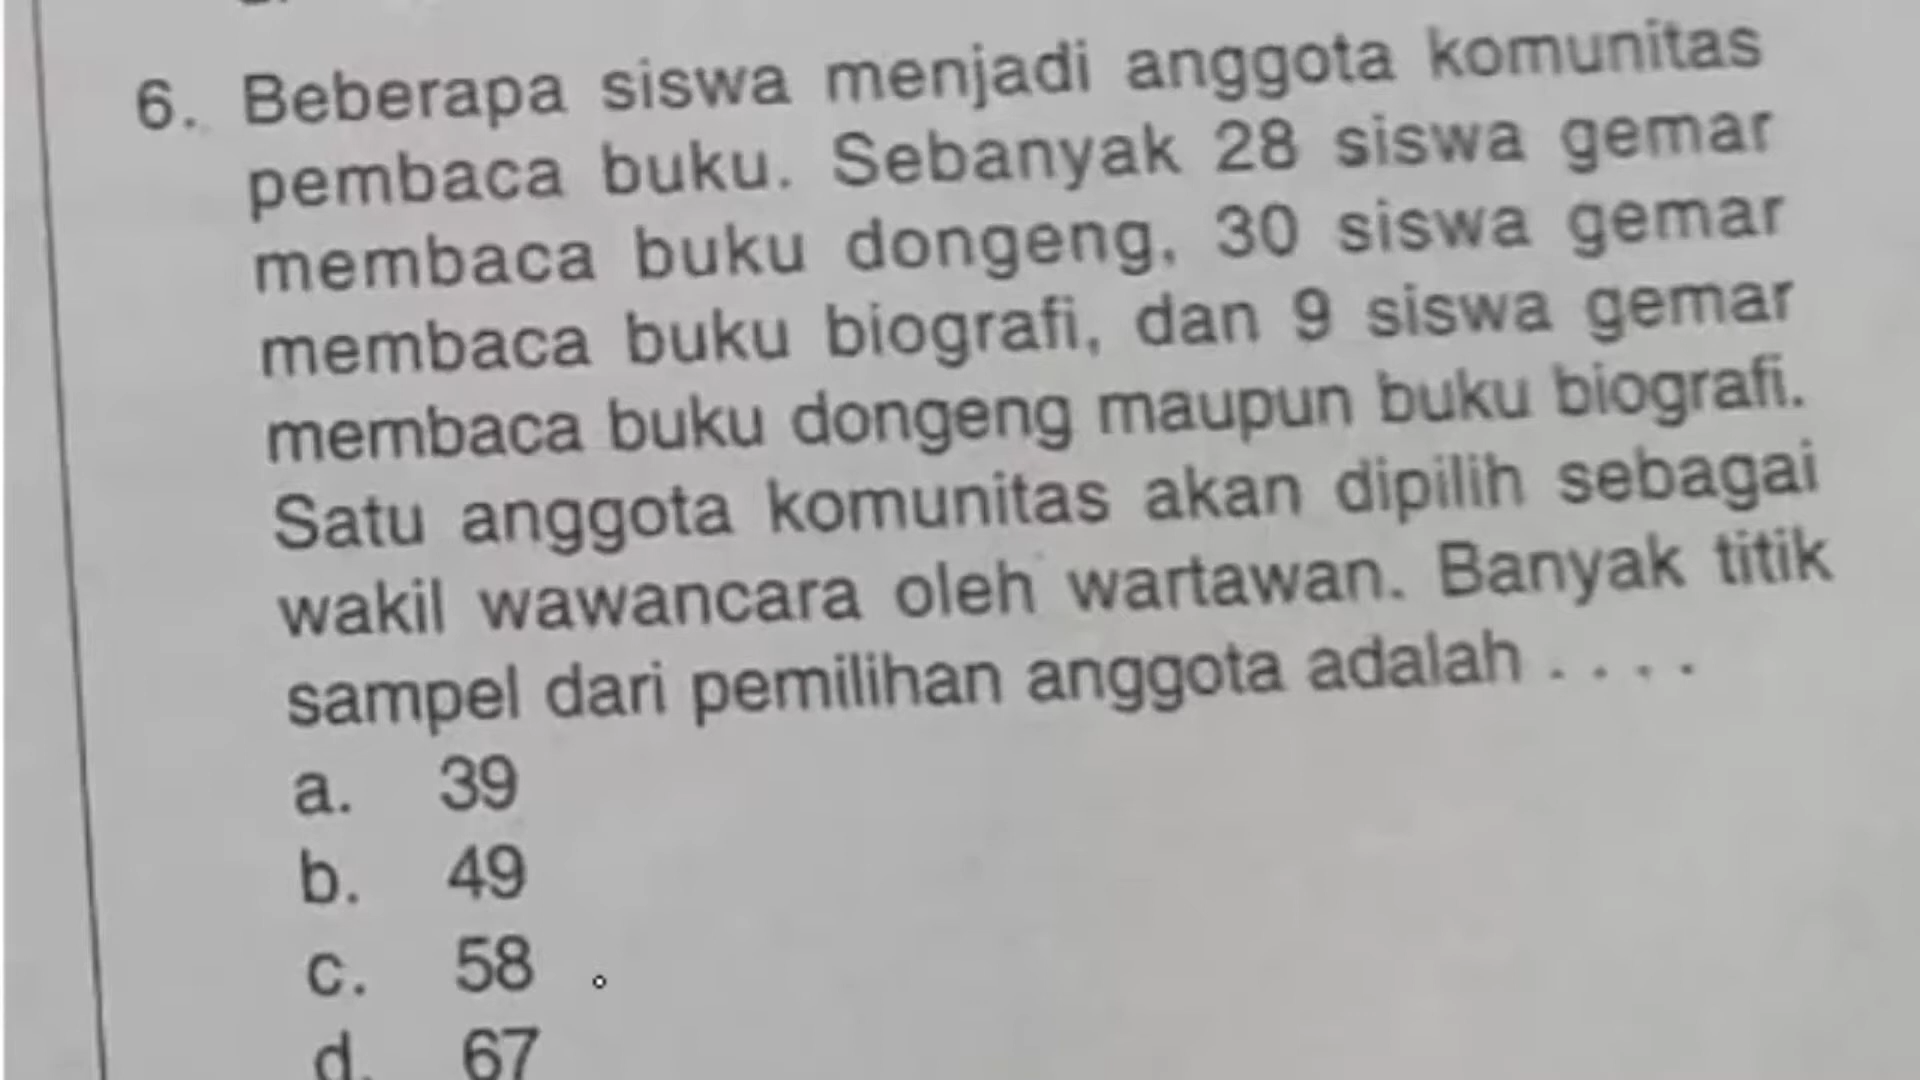 6. Beberapa siswa menjadi anggota komunitas
pembaca buku. Sebanyak 28 siswa gemar
membaca buku dongeng, 30 siswa gemar
membaca buku biografi, dan 9 siswa gemar
membaca buku dongeng maupun buku biografi.
Satu anggota komunitas akan dipilih sebagai
wakil wawancara oleh wartawan. Banyak titik
sampel dari pemilihan anggota adalah . . . .
a. 39
b. 49
c. 58
d. 67